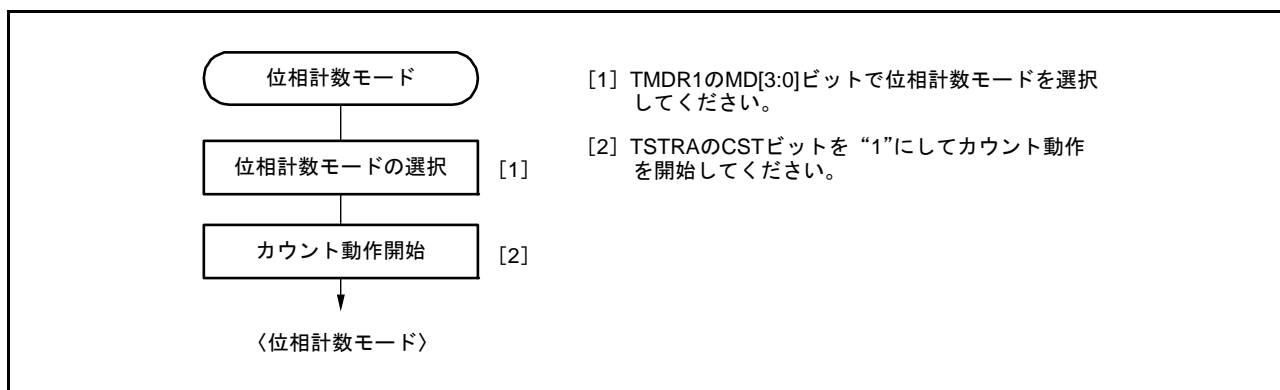 位相計数モード
[1] TMDR1のMD[3:0]ビットで位相計数モードを選択
してください。
位相計数モードの選択
[1]
[2] TSTRAのCSTビットを “1”にしてカウント動作
を開始してください。
カウント動作開始
[2]
〈位相計数モード〉